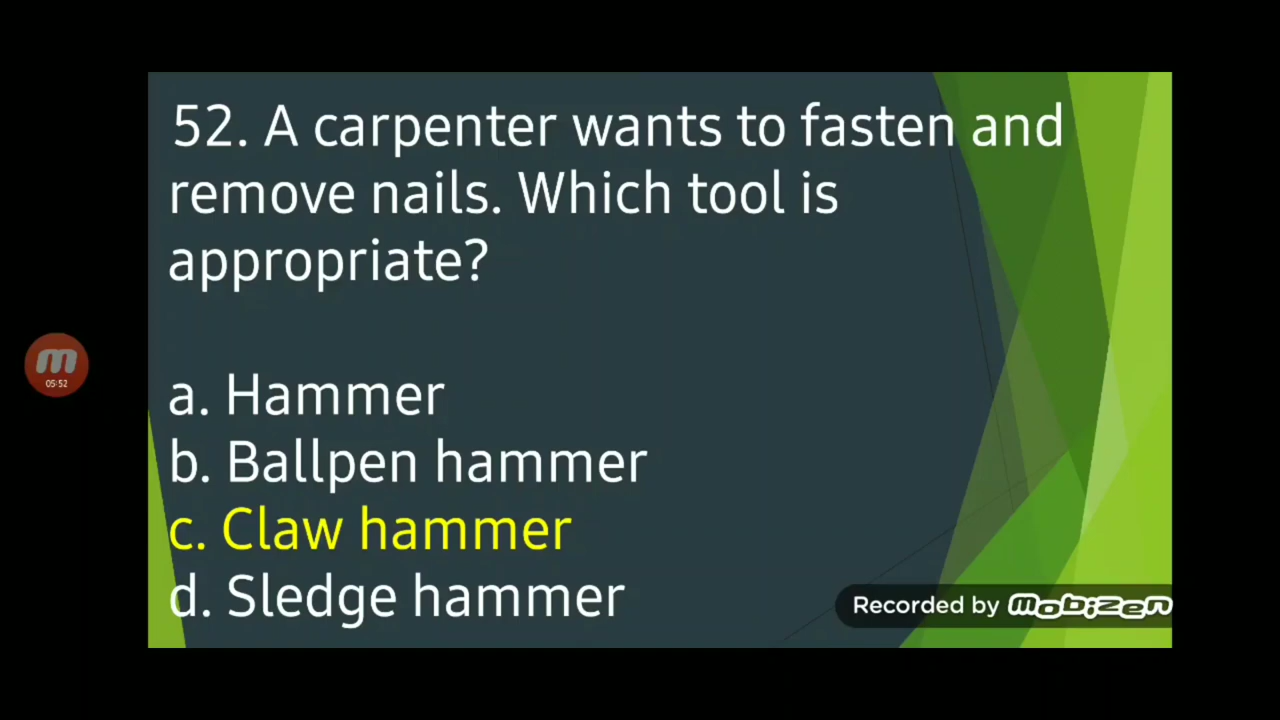 52. A carpenter wants to fasten and
remove nails. Which tool is
appropriate?
a. Hammer
b. Ballpen hammer
c. Claw hammer
d. Sledge hammer
m
05:52
Recorded by mobizen